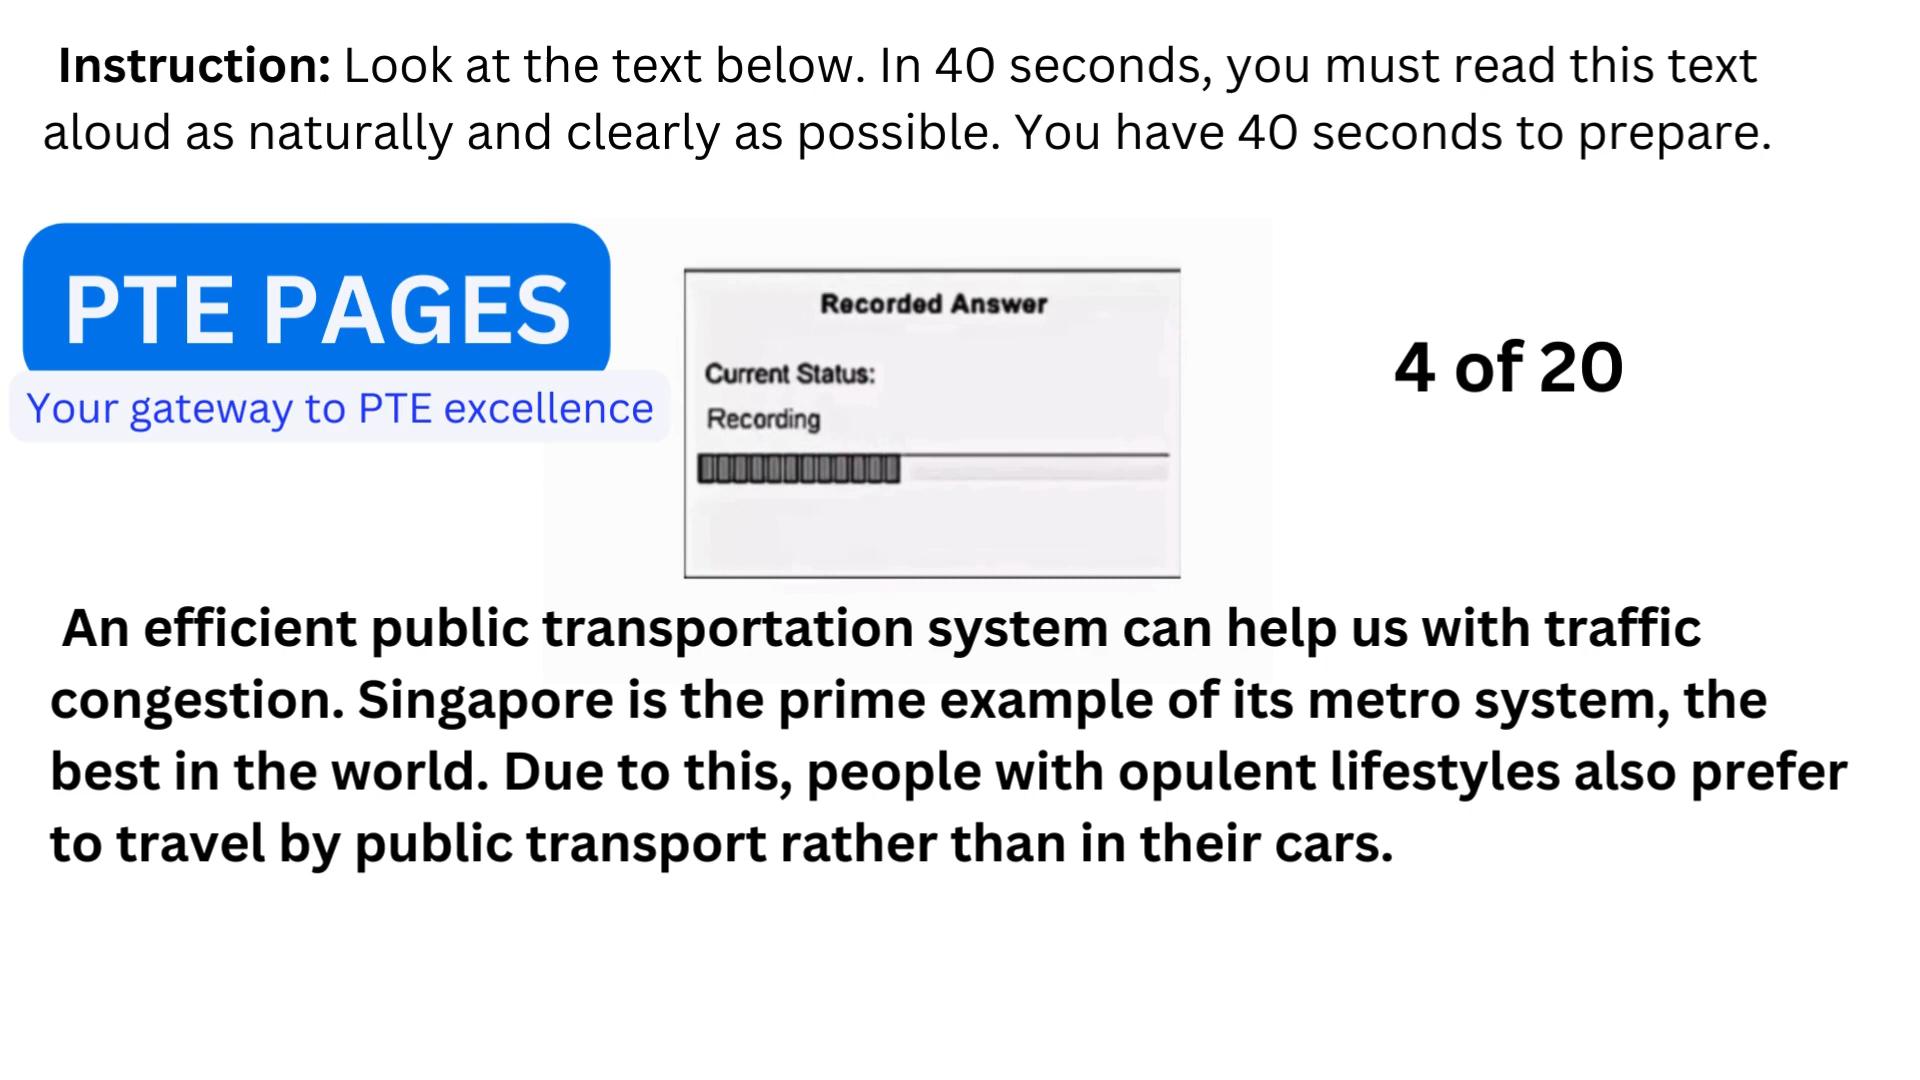 Instruction: Look at the text below. In 40 seconds, you must read this text
aloud as naturally and clearly as possible. You have 40 seconds to prepare.
PTE PAGES
Your gateway to PTE excellence
Recorded Answer
Current Status:
Recording
4 of 20
An efficient public transportation system can help us with traffic
congestion. Singapore is the prime example of its metro system, the
best in the world. Due to this, people with opulent lifestyles also prefer
to travel by public transport rather than in their cars.